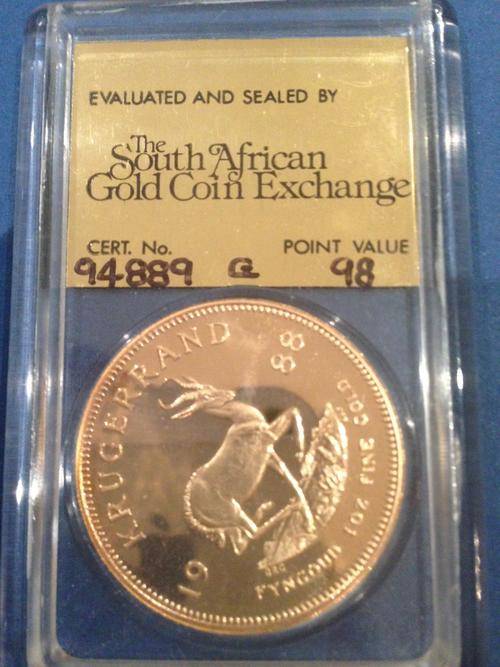 EVALUATED AND SEALED BY
The
South African
Gold Coin Exchange
CERT. No. POINT VALUE
94889 98
KRUGERRAND
19 88
FYNGOUD 1 OZ FINE GOLD